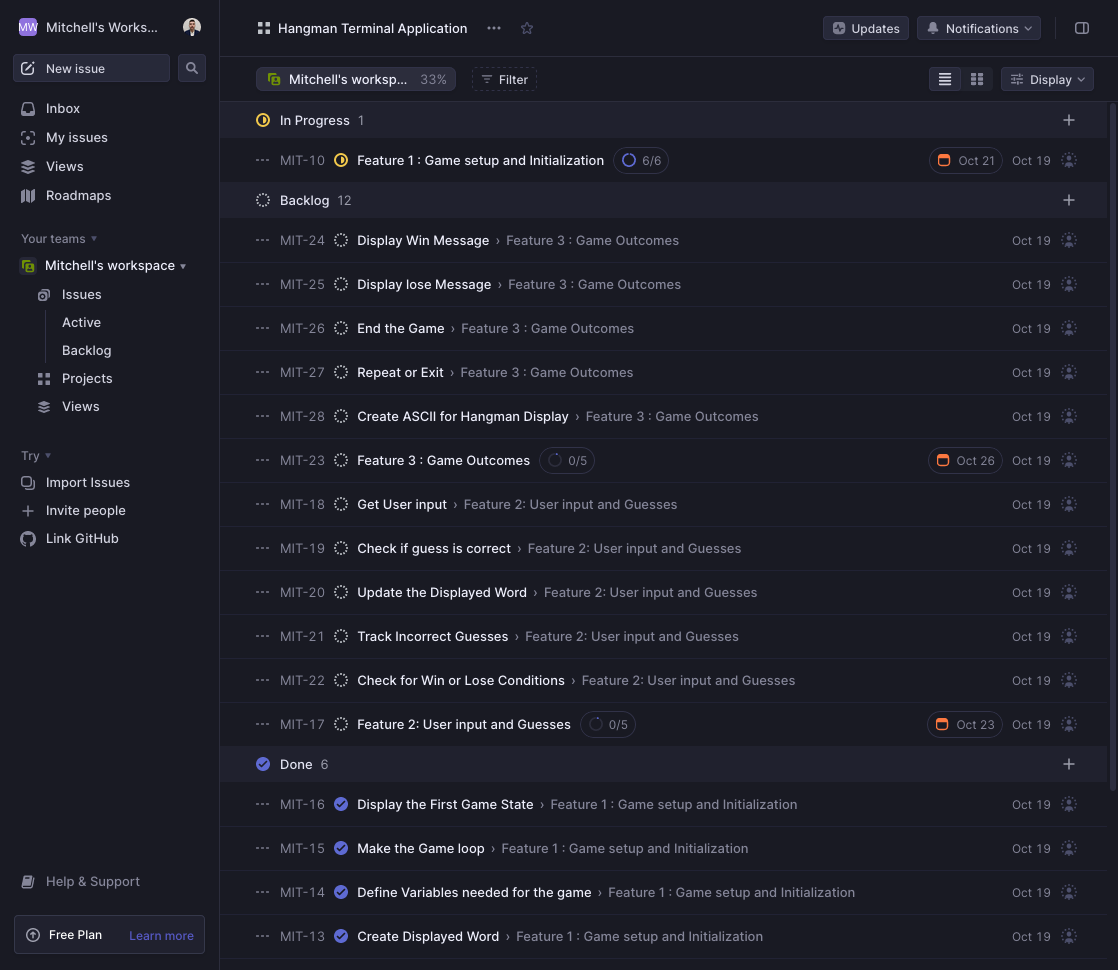 MW Mitchell's Works...
New issue
Inbox
My issues
Views
Roadmaps
Your teams
Mitchell's workspace
Issues
Active
Backlog
Projects
Views
Try
Import Issues
Invite people
Link GitHub
Help & Support
Free Plan Learn more
Hangman Terminal Application
Updates
Notifications
Mitchell's worksp... 33%
Filter
Display
In Progress 1
MIT-10 Feature 1 : Game setup and Initialization 6/6 Oct 21 Oct 19
Backlog 12
MIT-24 Display Win Message › Feature 3 : Game Outcomes Oct 19
MIT-25 Display lose Message › Feature 3 : Game Outcomes Oct 19
MIT-26 End the Game › Feature 3 : Game Outcomes Oct 19
MIT-27 Repeat or Exit › Feature 3 : Game Outcomes Oct 19
MIT-28 Create ASCII for Hangman Display › Feature 3 : Game Outcomes Oct 19
MIT-23 Feature 3 : Game Outcomes 0/5 Oct 26 Oct 19
MIT-18 Get User input › Feature 2: User input and Guesses Oct 19
MIT-19 Check if guess is correct › Feature 2: User input and Guesses Oct 19
MIT-20 Update the Displayed Word › Feature 2: User input and Guesses Oct 19
MIT-21 Track Incorrect Guesses › Feature 2: User input and Guesses Oct 19
MIT-22 Check for Win or Lose Conditions › Feature 2: User input and Guesses Oct 19
MIT-17 Feature 2: User input and Guesses 0/5 Oct 23 Oct 19
Done 6
MIT-16 Display the First Game State › Feature 1 : Game setup and Initialization Oct 19
MIT-15 Make the Game loop › Feature 1 : Game setup and Initialization Oct 19
MIT-14 Define Variables needed for the game › Feature 1 : Game setup and Initialization Oct 19
MIT-13 Create Displayed Word › Feature 1 : Game setup and Initialization Oct 19